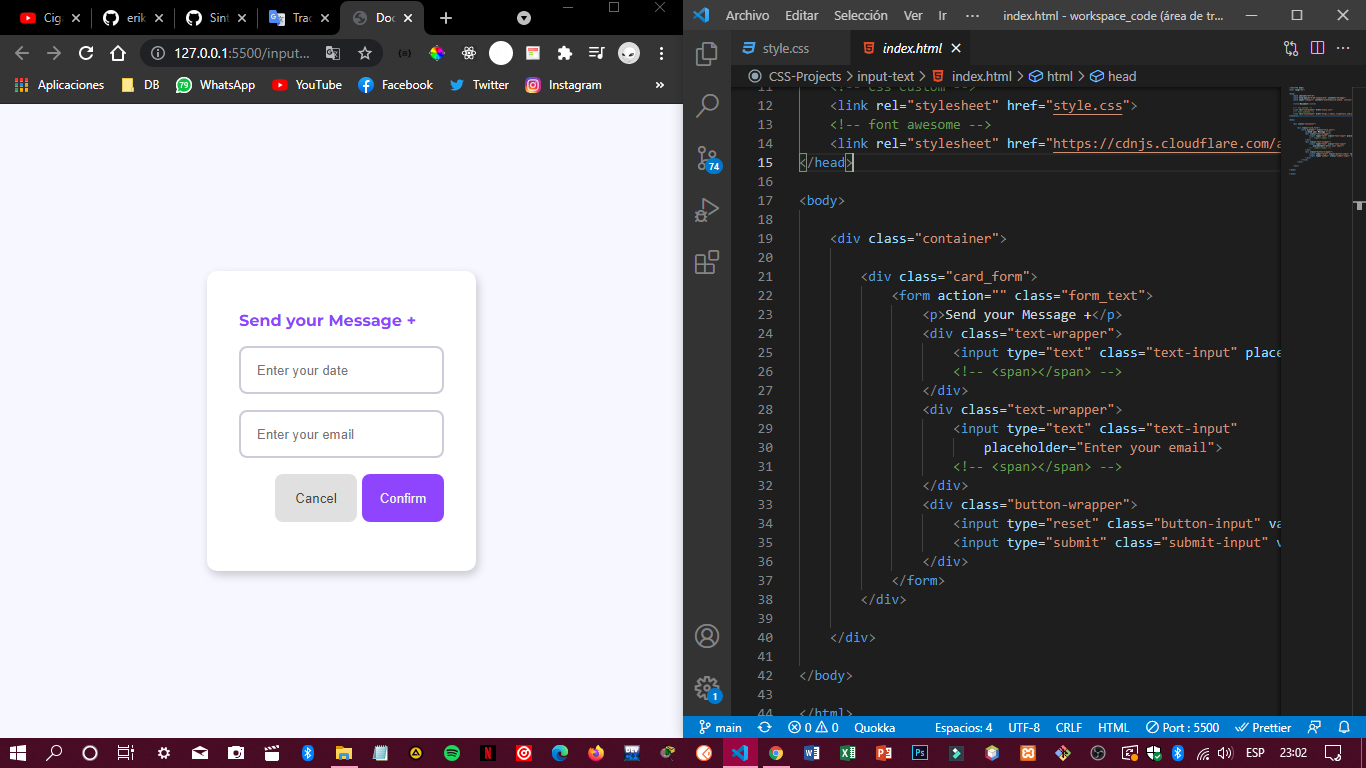 Cig
erik
Sint
Trac
Doc
127.0.0.1:5500/input...
Aplicaciones
DB
79
WhatsApp
YouTube
Facebook
Twitter
Instagram
»
Send your Message +
Enter your date
Enter your email
Cancel
Confirm
Archivo Editar Selección Ver Ir ··· index.html - workspace_code (área de tr...
style.css
index.html
CSS-Projects > input-text > index.html > html > head
11 <!-- css custom -->
12 <link rel="stylesheet" href="style.css">
13 <!-- font awesome -->
14 <link rel="stylesheet" href="https://cdnjs.cloudflare.com/a
15 </head>
16
17 <body>
18
19 <div class="container">
20
21 <div class="card_form">
22 <form action="" class="form_text">
23 <p>Send your Message +</p>
24 <div class="text-wrapper">
25 <input type="text" class="text-input" place
26 <!-- <span></span> -->
27 </div>
28 <div class="text-wrapper">
29 <input type="text" class="text-input"
30 placeholder="Enter your email">
31 <!-- <span></span> -->
32 </div>
33 <div class="button-wrapper">
34 <input type="reset" class="button-input" va
35 <input type="submit" class="submit-input" v
36 </div>
37 </form>
38 </div>
39
40 </div>
41
42 </body>
43
44 </html>
74
1
main 0 0 Quokka Espacios: 4 UTF-8 CRLF HTML Port : 5500 Prettier
ESP 23:02